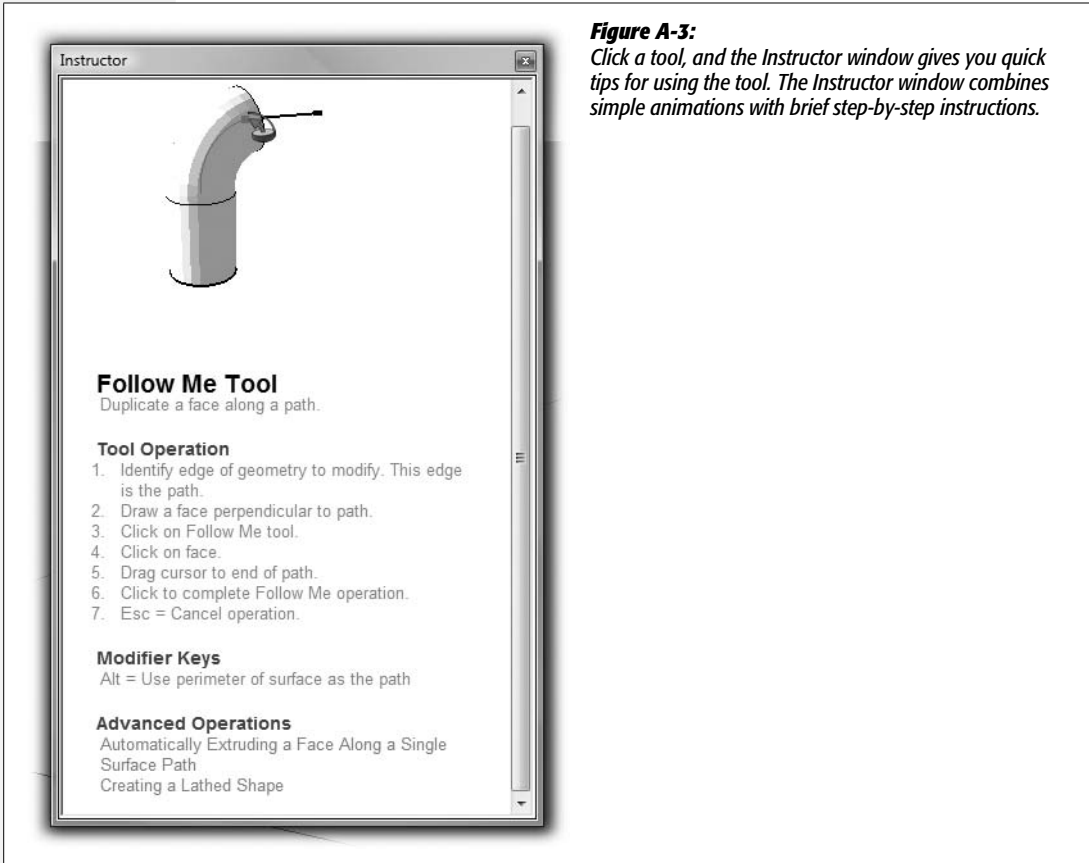 Instructor
Follow Me Tool
Duplicate a face along a path.
Tool Operation
1. Identify edge of geometry to modify. This edge
is the path.
2. Draw a face perpendicular to path.
3. Click on Follow Me tool.
4. Click on face.
5. Drag cursor to end of path.
6. Click to complete Follow Me operation.
7. Esc = Cancel operation.
Modifier Keys
Alt = Use perimeter of surface as the path
Advanced Operations
Automatically Extruding a Face Along a Single
Surface Path
Creating a Lathed Shape
Figure A-3:
Click a tool, and the Instructor window gives you quick
tips for using the tool. The Instructor window combines
simple animations with brief step-by-step instructions.